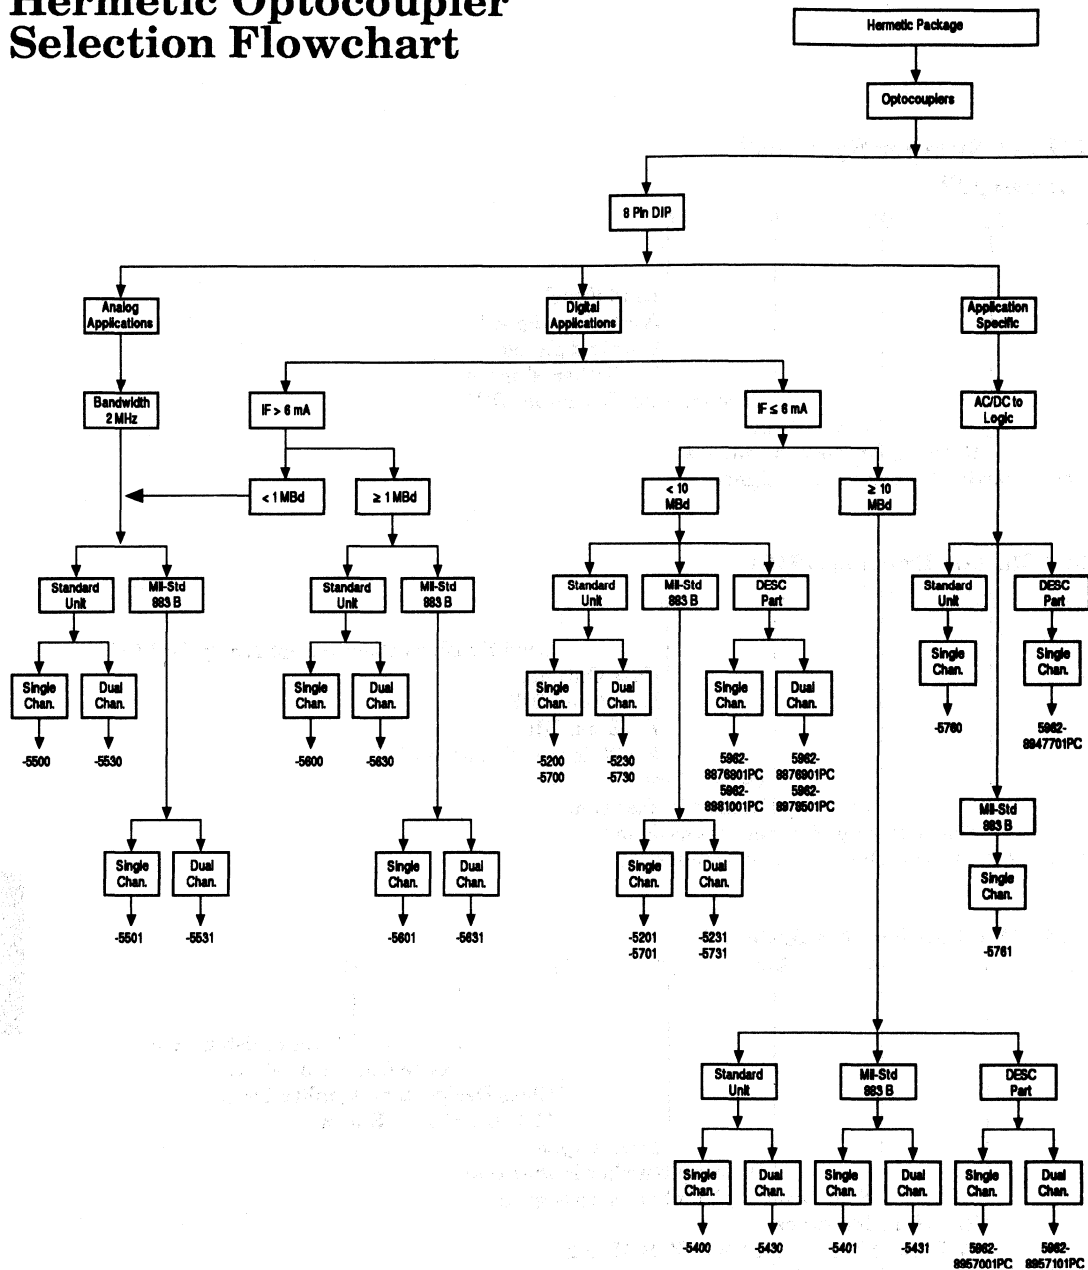 Hermetic Optocoupler
Selection Flowchart
Hermetic Package
Optocouplers
8 Pin DIP
Analog
Applications
Digital
Applications
Application
Specific
Bandwidth
2 MHz
IF > 6 mA
IF ≤ 6 mA
AC/DC to
Logic
< 1 MBd
≥ 1 MBd
< 10
MBd
≥ 10
MBd
Standard
Unit
Mil-Std
883 B
Standard
Unit
Mil-Std
883 B
Standard
Unit
Mil-Std
883 B
DESC
Part
Standard
Unit
DESC
Part
Single
Chan.
Dual
Chan.
Single
Chan.
Dual
Chan.
Single
Chan.
Dual
Chan.
Single
Chan.
Dual
Chan.
Single
Chan.
Single
Chan.
-5500
-5530
-5600
-5630
-5200
-5700
-5230
-5730
5962-
8976801PC
5962-
8981001PC
5962-
8976901PC
5962-
8978501PC
-5760
5962-
8947701PC
Mil-Std
883 B
Single
Chan.
Dual
Chan.
Single
Chan.
Dual
Chan.
Single
Chan.
Dual
Chan.
Single
Chan.
-5501
-5531
-5601
-5631
-5201
-5701
-5231
-5731
-5761
Standard
Unit
Mil-Std
883 B
DESC
Part
Single
Chan.
Dual
Chan.
Single
Chan.
Dual
Chan.
Single
Chan.
Dual
Chan.
-5400
-5430
-5401
-5431
5962-
8957001PC
5962-
8957101PC